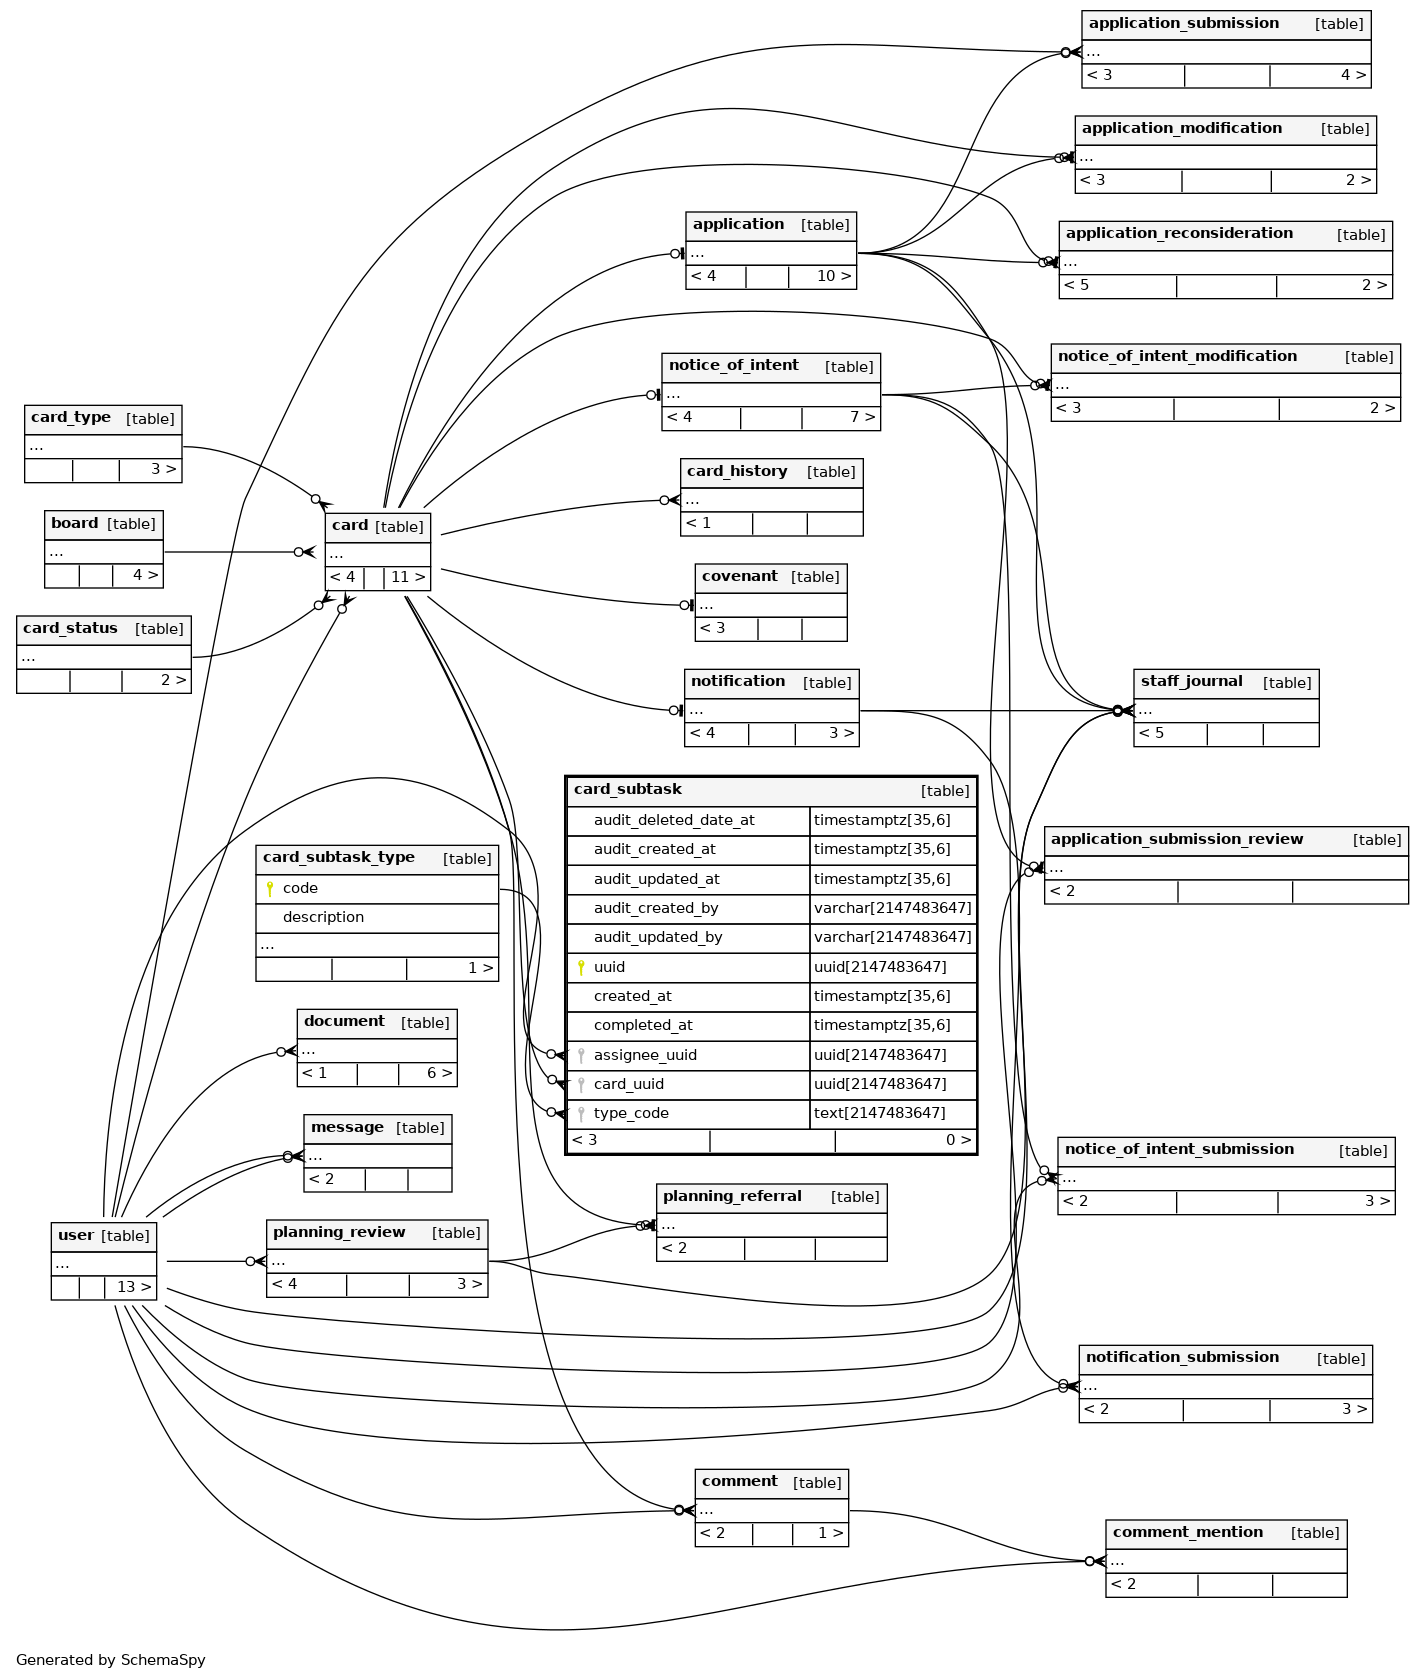 application_submission [table]
...
< 3 4 >
application_modification [table]
...
< 3 2 >
application [table]
...
< 4 10 >
application_reconsideration [table]
...
< 5 2 >
notice_of_intent [table]
...
< 4 7 >
notice_of_intent_modification [table]
...
< 3 2 >
card_type [table]
...
3 >
card_history [table]
...
< 1
board [table]
...
4 >
card [table]
...
< 4 11 >
covenant [table]
...
< 3
card_status [table]
...
2 >
notification [table]
...
< 4 3 >
staff_journal [table]
...
< 5
card_subtask [table]
audit_deleted_date_at timestamptz[35,6]
audit_created_at timestamptz[35,6]
audit_updated_at timestamptz[35,6]
audit_created_by varchar[2147483647]
audit_updated_by varchar[2147483647]
uuid uuid[2147483647]
created_at timestamptz[35,6]
completed_at timestamptz[35,6]
assignee_uuid uuid[2147483647]
card_uuid uuid[2147483647]
type_code text[2147483647]
< 3 0 >
card_subtask_type [table]
code
description
...
1 >
application_submission_review [table]
...
< 2
document [table]
...
< 1 6 >
message [table]
...
< 2
notice_of_intent_submission [table]
...
< 2 3 >
planning_referral [table]
...
< 2
user [table]
...
13 >
planning_review [table]
...
< 4 3 >
notification_submission [table]
...
< 2 3 >
comment [table]
...
< 2 1 >
comment_mention [table]
...
< 2
Generated by SchemaSpy